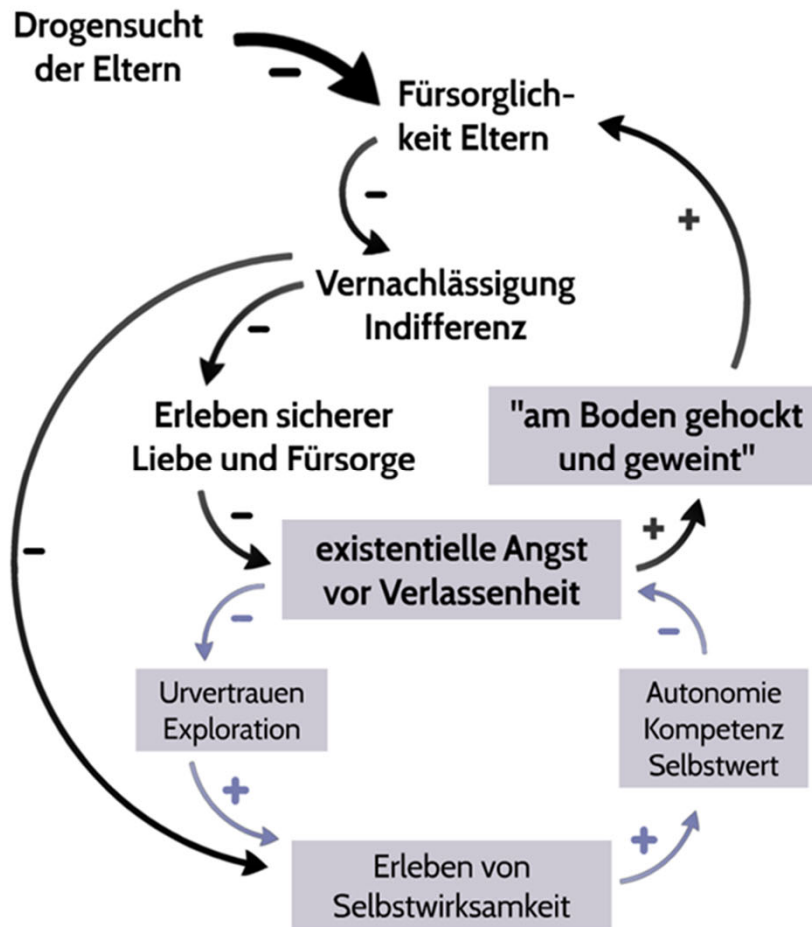 Drogensucht
der Eltern
−
Fürsorglich-
keit Eltern
−
+
Vernachlässigung
Indifferenz
−
Erleben sicherer
Liebe und Fürsorge
"am Boden gehockt
und geweint"
−
−
existentielle Angst
vor Verlassenheit
+
−
−
Urvertrauen
Exploration
Autonomie
Kompetenz
Selbstwert
+
+
Erleben von
Selbstwirksamkeit